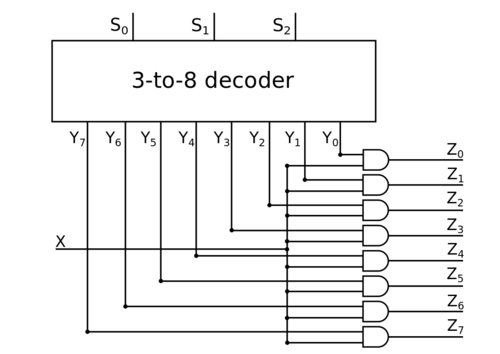 S₀ S₁ S₂
3-to-8 decoder
Y₇ Y₆ Y₅ Y₄ Y₃ Y₂ Y₁ Y₀
Z₀
Z₁
Z₂
Z₃
X
Z₄
Z₅
Z₆
Z₇